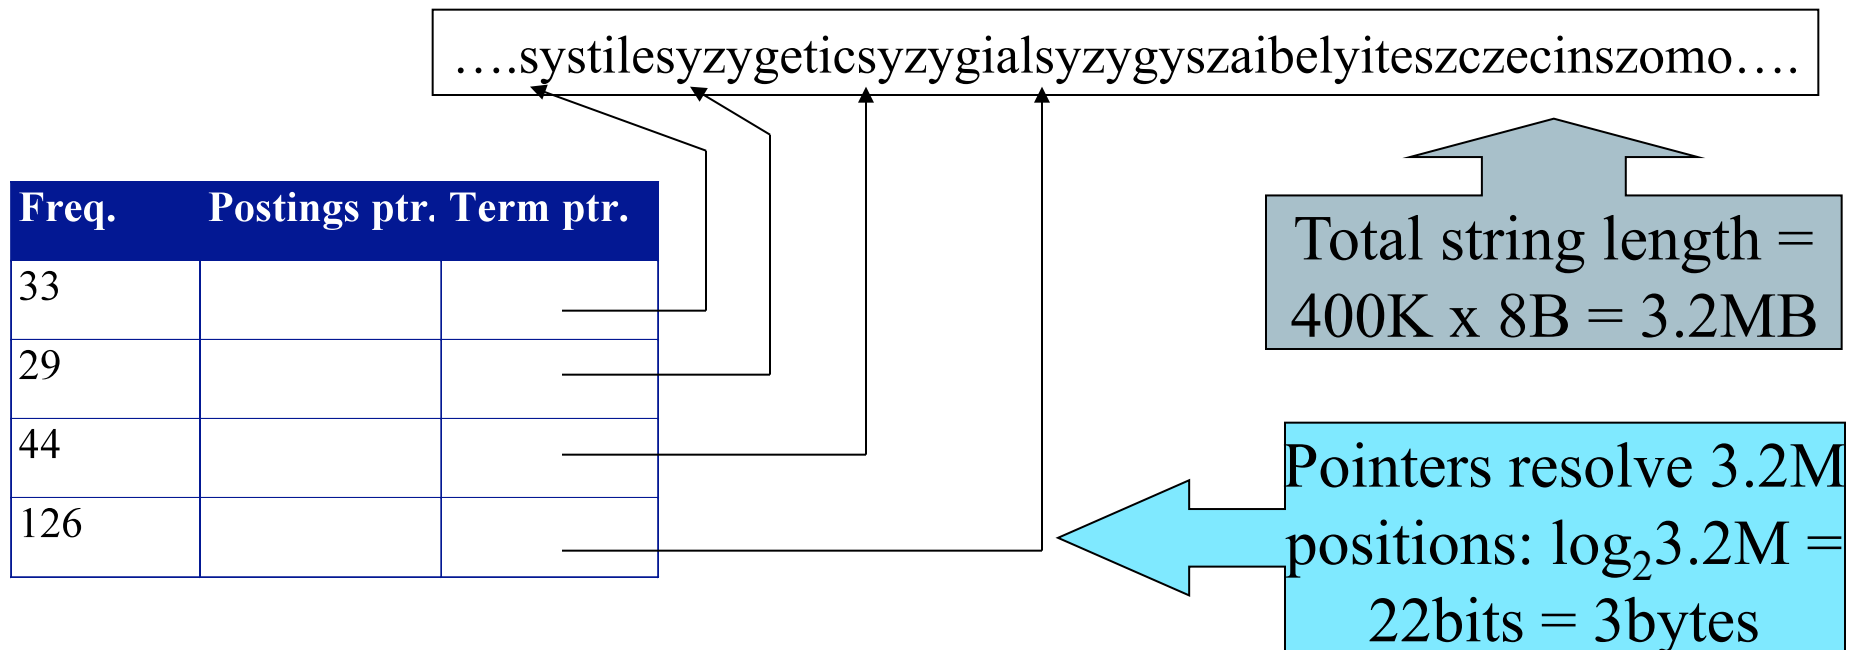 ….systilesyzygeticsyzygialsyzygyszaibelyiteszczecinszomo….
Freq. Postings ptr. Term ptr.
33
29
44
126
Total string length =
400K x 8B = 3.2MB
Pointers resolve 3.2M
positions: log₂3.2M =
22bits = 3bytes